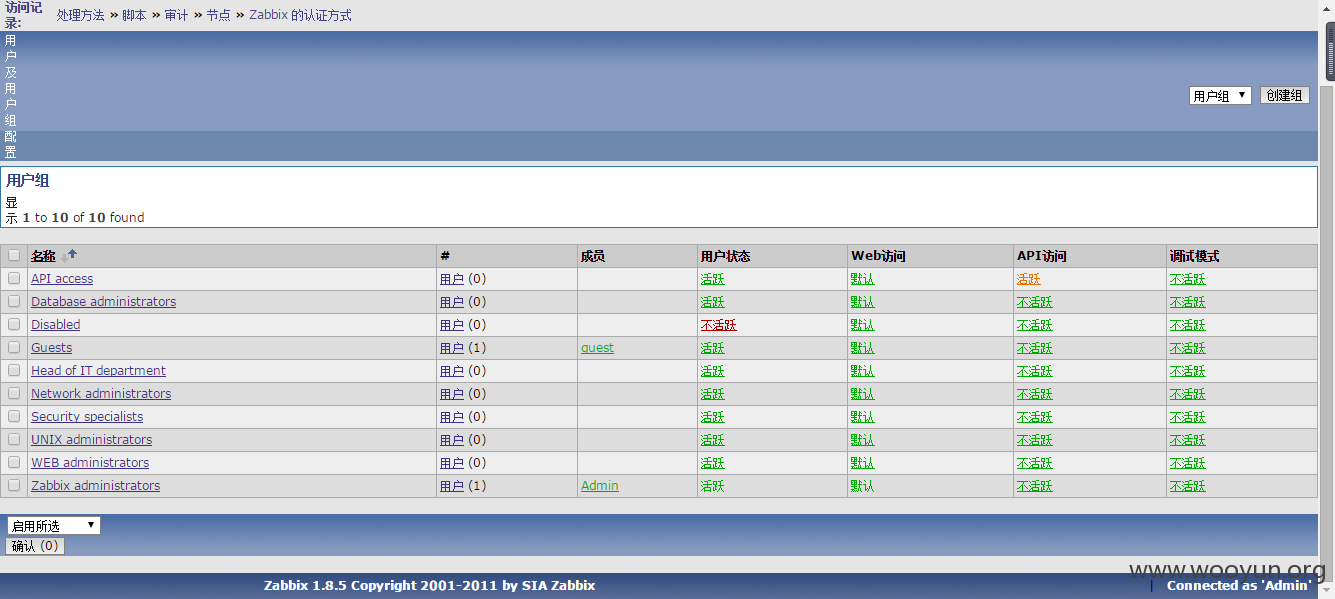 访问记录: 处理方法 » 脚本 » 审计 » 节点 » Zabbix 的认证方式
用户及用户组配置
用户组 创建组
用户组
显示 1 to 10 of 10 found
名称 # 成员 用户状态 Web访问 API访问 调试模式
API access 用户 (0) 活跃 默认 活跃 不活跃
Database administrators 用户 (0) 活跃 默认 不活跃 不活跃
Disabled 用户 (0) 不活跃 默认 不活跃 不活跃
Guests 用户 (1) guest 活跃 默认 不活跃 不活跃
Head of IT department 用户 (0) 活跃 默认 不活跃 不活跃
Network administrators 用户 (0) 活跃 默认 不活跃 不活跃
Security specialists 用户 (0) 活跃 默认 不活跃 不活跃
UNIX administrators 用户 (0) 活跃 默认 不活跃 不活跃
WEB administrators 用户 (0) 活跃 默认 不活跃 不活跃
Zabbix administrators 用户 (1) Admin 活跃 默认 不活跃 不活跃
启用所选
确认 (0)
www.wooyun.org
Zabbix 1.8.5 Copyright 2001-2011 by SIA Zabbix | Connected as 'Admin'